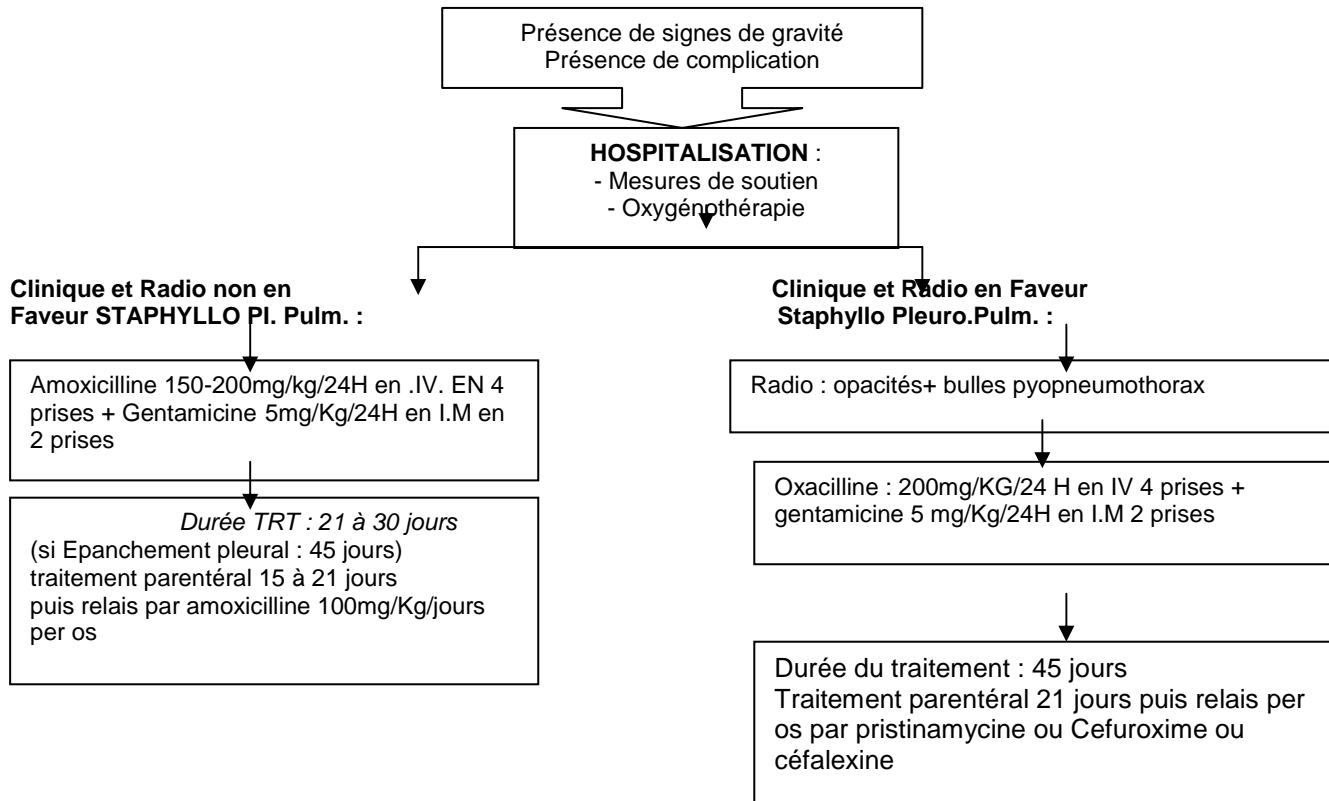 Présence de signes de gravité
Présence de complication
HOSPITALISATION :
- Mesures de soutien
- Oxygénothérapie
Clinique et Radio non en
Faveur STAPHYLLO Pl. Pulm. :
Amoxicilline 150-200mg/kg/24H en .IV. EN 4
prises + Gentamicine 5mg/Kg/24H en I.M en
2 prises
Durée TRT : 21 à 30 jours
(si Epanchement pleural : 45 jours)
traitement parentéral 15 à 21 jours
puis relais par amoxicilline 100mg/Kg/jours
per os
Clinique et Radio en Faveur
Staphyllo Pleuro.Pulm. :
Radio : opacités+ bulles pyopneumothorax
Oxacilline : 200mg/KG/24 H en IV 4 prises +
gentamicine 5 mg/Kg/24H en I.M 2 prises
Durée du traitement : 45 jours
Traitement parentéral 21 jours puis relais per
os par pristinamycine ou Cefuroxime ou
céfalexine